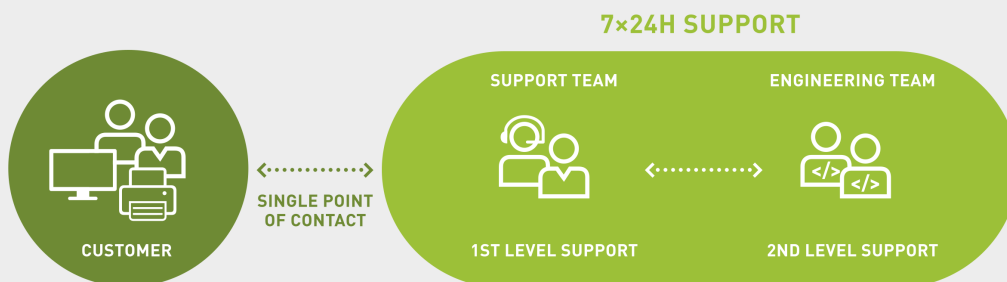 7×24H SUPPORT
SUPPORT TEAM
ENGINEERING TEAM
</>
</>
SINGLE POINT
OF CONTACT
CUSTOMER
1ST LEVEL SUPPORT
2ND LEVEL SUPPORT